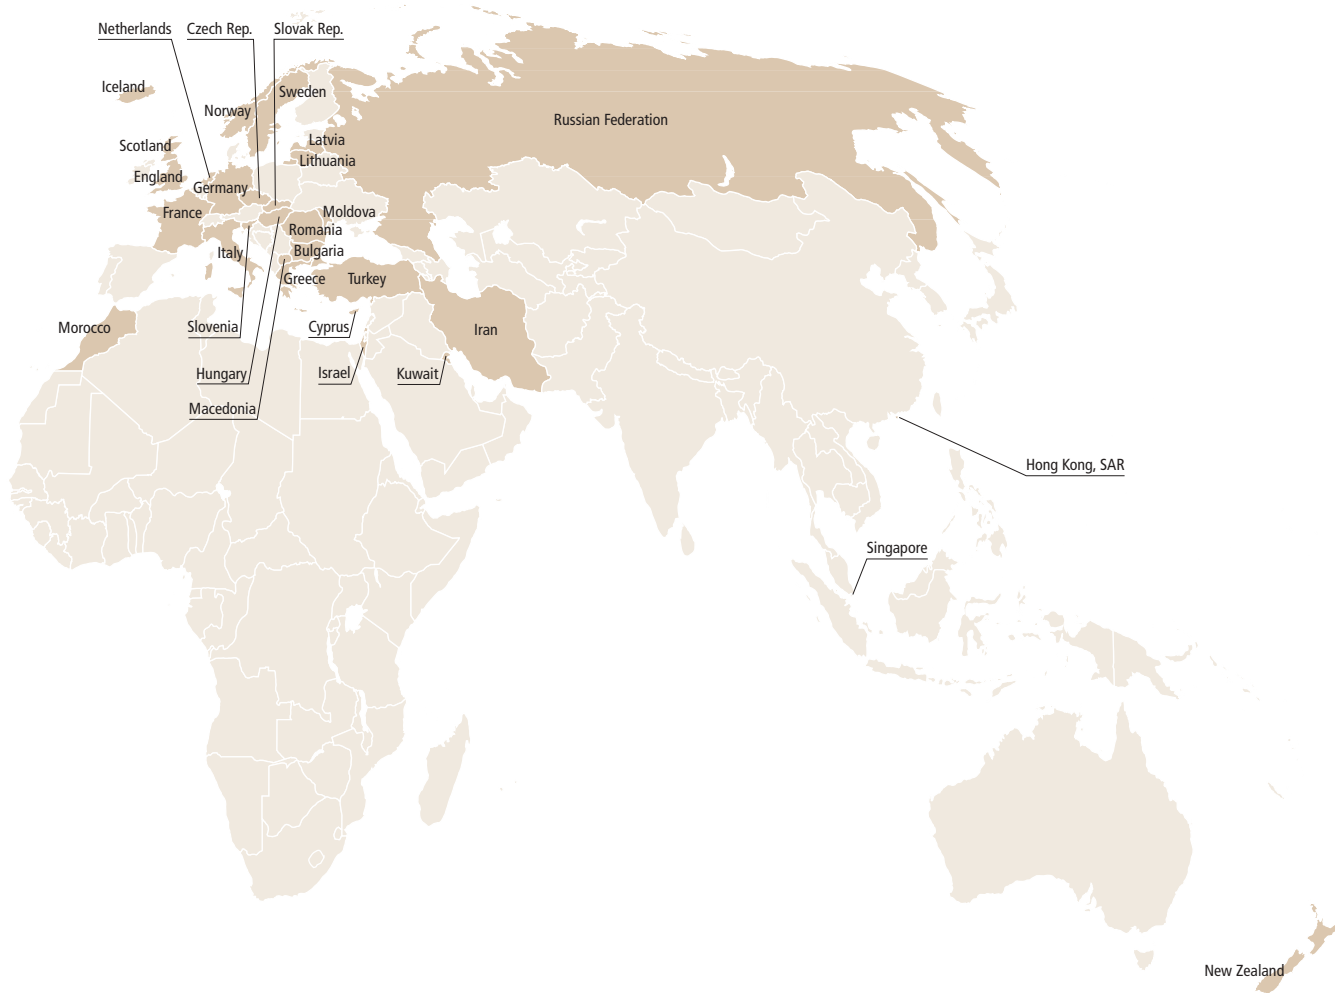 Netherlands
Czech Rep.
Slovak Rep.
Iceland
Sweden
Norway
Russian Federation
Scotland
Latvia
Lithuania
England
Germany
France
Moldova
Romania
Italy
Bulgaria
Greece
Turkey
Morocco
Slovenia
Cyprus
Iran
Hungary
Israel
Kuwait
Macedonia
Hong Kong, SAR
Singapore
New Zealand